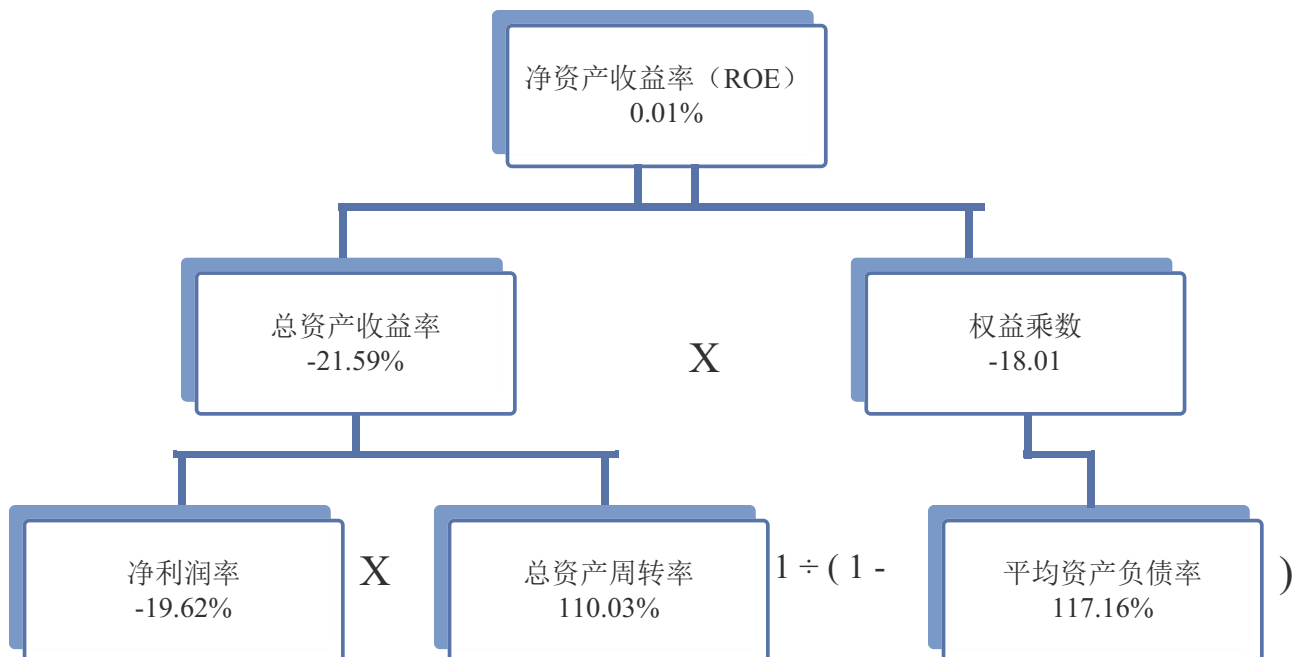 净资产收益率（ROE）
0.01%
总资产收益率
-21.59%
X
权益乘数
-18.01
净利润率
-19.62%
X
总资产周转率
110.03%
1 ÷ ( 1 -
平均资产负债率
117.16%
)